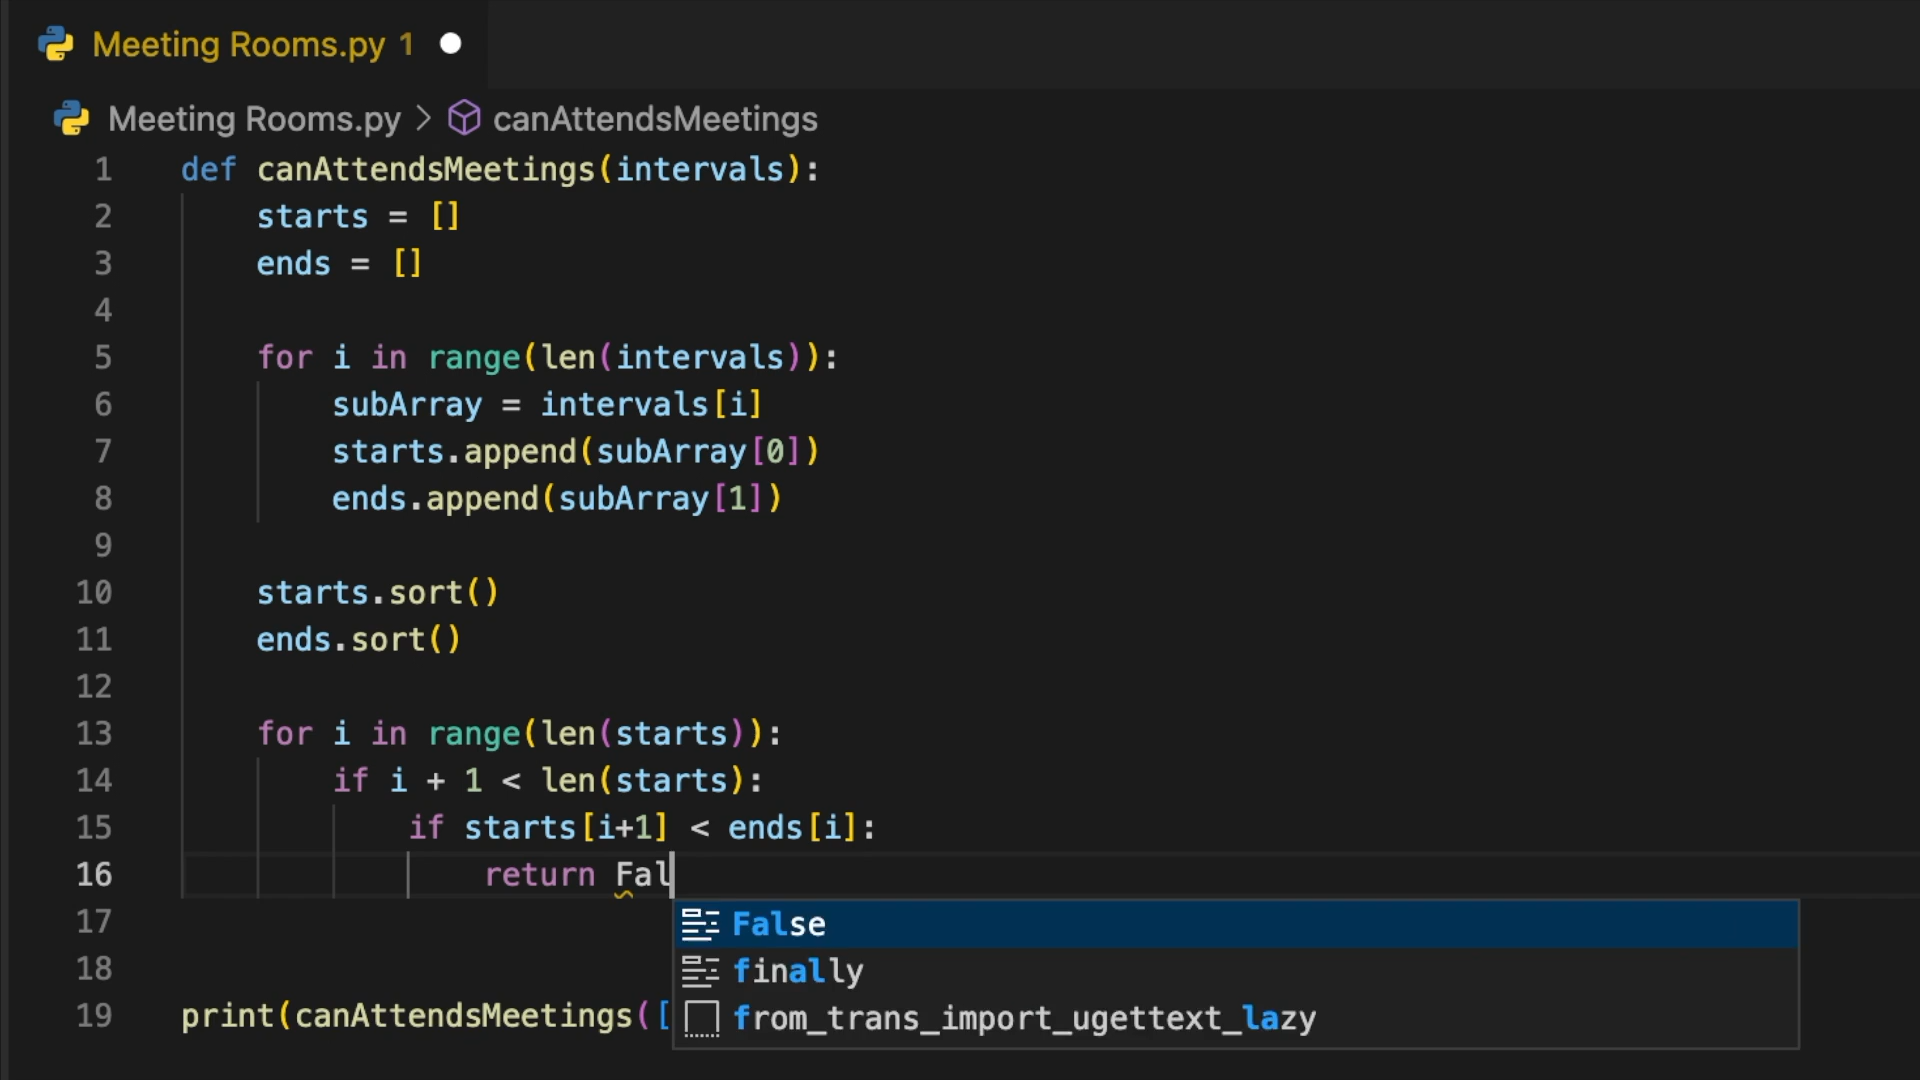 Meeting Rooms.py 1
Meeting Rooms.py > canAttendsMeetings
1 def canAttendsMeetings(intervals):
2 starts = []
3 ends = []
4
5 for i in range(len(intervals)):
6 subArray = intervals[i]
7 starts.append(subArray[0])
8 ends.append(subArray[1])
9
10 starts.sort()
11 ends.sort()
12
13 for i in range(len(starts)):
14 if i + 1 < len(starts):
15 if starts[i+1] < ends[i]:
16 return Fal
17 False
18 finally
19 print(canAttendsMeetings([ from_trans_import_ugettext_lazy